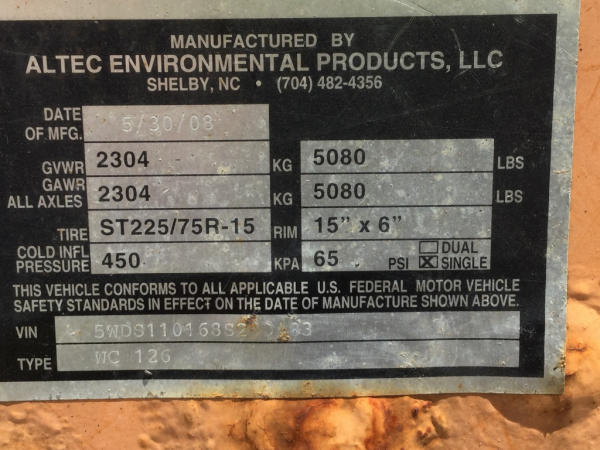 MANUFACTURED BY
ALTEC ENVIRONMENTAL PRODUCTS, LLC
SHELBY, NC • (704) 482-4356
DATE OF MFG. 5/30/08
GVWR 2304 KG 5080 LBS
GAWR ALL AXLES 2304 KG 5080 LBS
TIRE ST225/75R-15 RIM 15" x 6"
COLD INFL PRESSURE 450 KPA 65 PSI DUAL SINGLE
THIS VEHICLE CONFORMS TO ALL APPLICABLE U.S. FEDERAL MOTOR VEHICLE
SAFETY STANDARDS IN EFFECT ON THE DATE OF MANUFACTURE SHOWN ABOVE.
VIN
TYPE WC 126